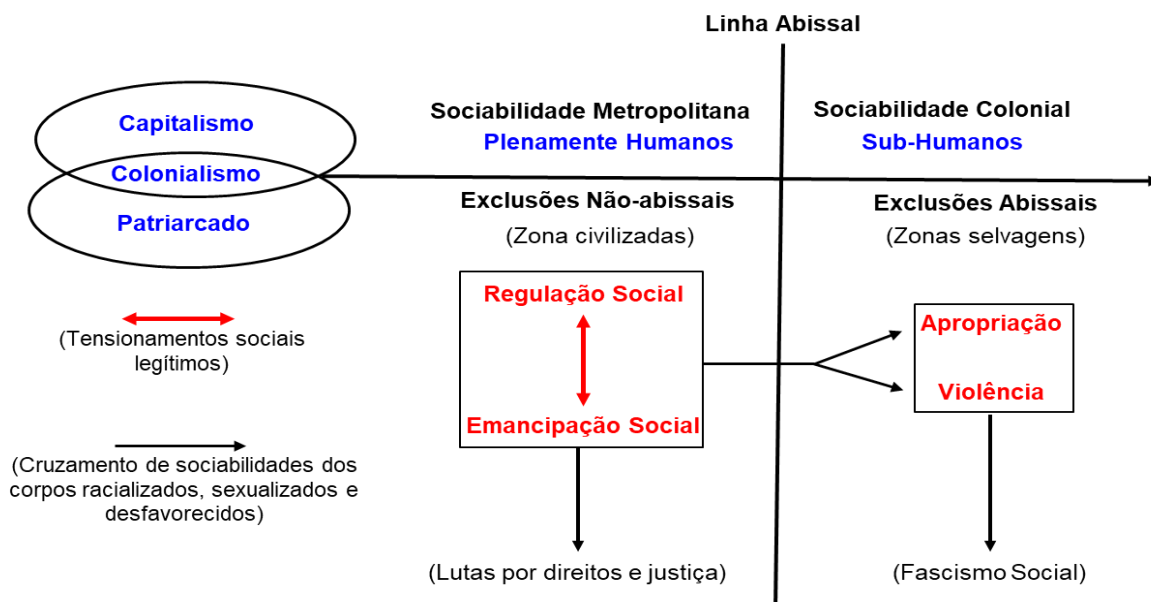 Linha Abissal
Capitalismo
Colonialismo
Patriarcado
Sociabilidade Metropolitana
Plenamente Humanos
Sociabilidade Colonial
Sub-Humanos
Exclusões Não-abissais
(Zona civilizadas)
Exclusões Abissais
(Zonas selvagens)
Regulação Social
Emancipação Social
Apropriação
Violência
(Tensionamentos sociais
legítimos)
(Cruzamento de sociabilidades dos
corpos racializados, sexualizados e
desfavorecidos)
(Lutas por direitos e justiça)
(Fascismo Social)